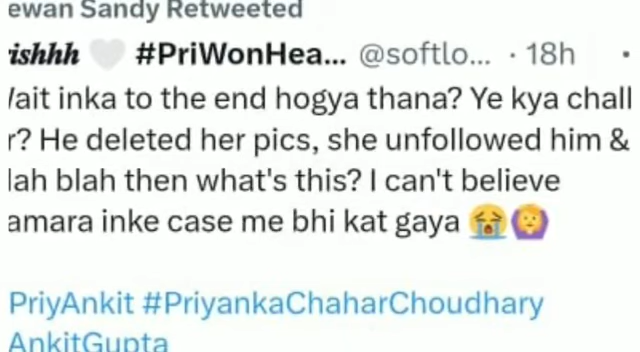 ewan Sandy Retweeted
ishhh 🤍 #PriWonHea... @softlo... · 18h
ait inka to the end hogya thana? Ye kya chall
r? He deleted her pics, she unfollowed him &
lah blah then what's this? I can't believe
amara inke case me bhi kat gaya 😭🙆
PriyAnkit #PriyankaChaharChoudhary
AnkitGupta